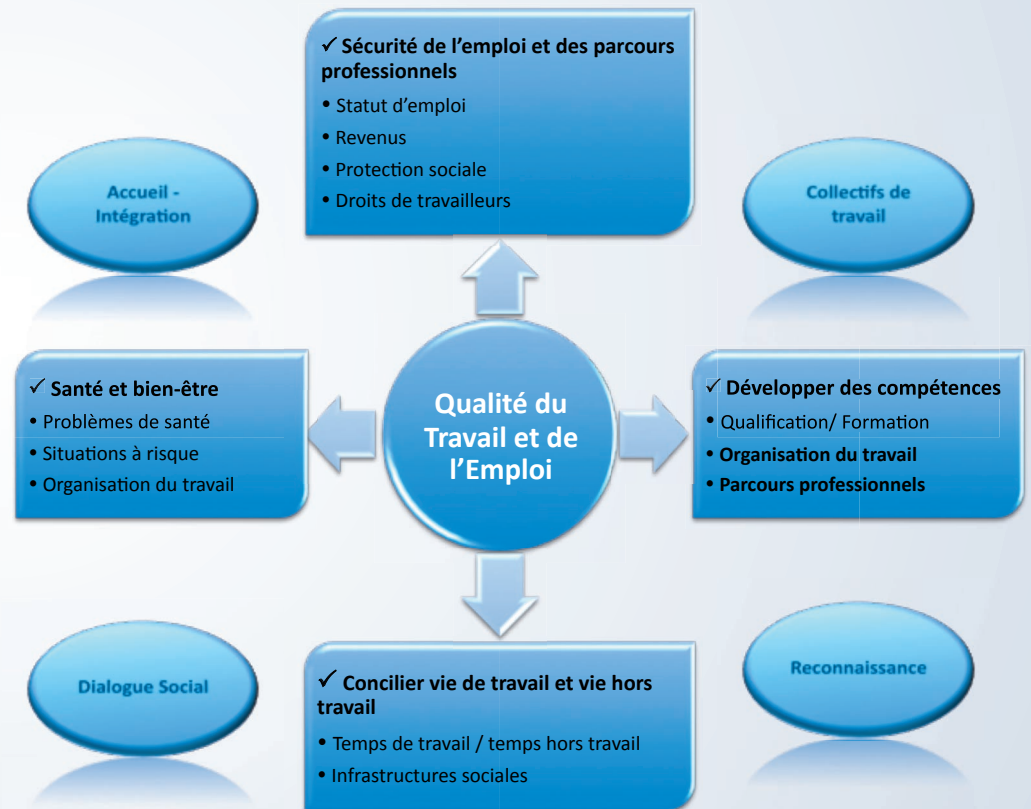 ✓ Sécurité de l'emploi et des parcours
professionnels
• Statut d'emploi
• Revenus
• Protection sociale
• Droits de travailleurs
Accueil -
Intégration
Collectifs de
travail
✓ Santé et bien-être
• Problèmes de santé
• Situations à risque
• Organisation du travail
Qualité du
Travail et de
l'Emploi
✓ Développer des compétences
• Qualification/ Formation
• Organisation du travail
• Parcours professionnels
Dialogue Social
✓ Concilier vie de travail et vie hors
travail
• Temps de travail / temps hors travail
• Infrastructures sociales
Reconnaissance